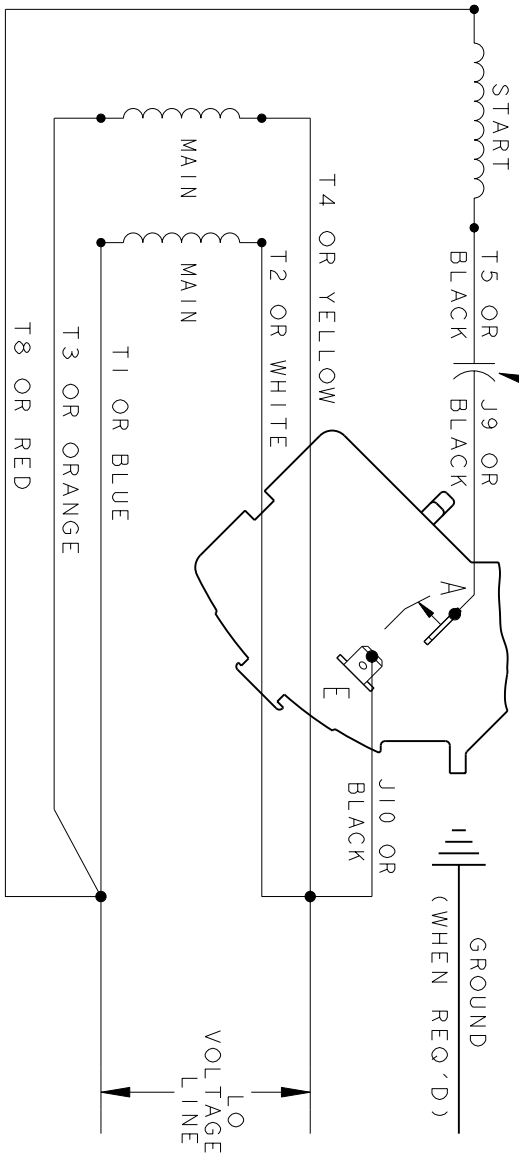 START
T5 OR
BLACK
J9 OR
BLACK
MAIN
MAIN
T4 OR YELLOW
T2 OR WHITE
T1 OR BLUE
T3 OR ORANGE
T8 OR RED
A
E
J10 OR
BLACK
GROUND
(WHEN REQ'D)
LO
VOLTAGE
LINE